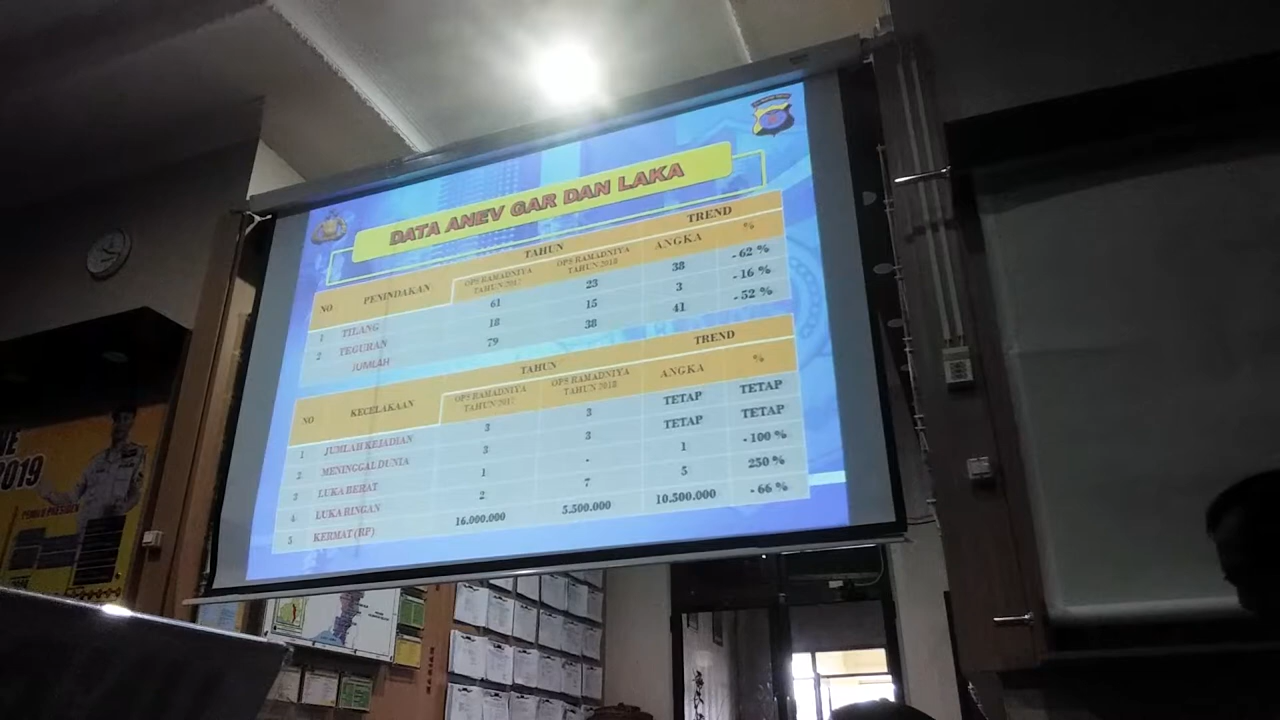 DATA ANEV GAR DAN LAKA
NO PENINDAKAN TAHUN TREND
OPS RAMADNIYA TAHUN 2017 OPS RAMADNIYA TAHUN 2018 ANGKA %
1 TILANG 61 23 38 - 62 %
2 TEGURAN 18 15 3 - 16 %
JUMLAH 79 38 41 - 52 %
NO KECELAKAAN TAHUN TREND
OPS RAMADNIYA TAHUN 2017 OPS RAMADNIYA TAHUN 2018 ANGKA %
1 JUMLAH KEJADIAN 3 3 TETAP TETAP
2 MENINGGAL DUNIA 3 3 TETAP TETAP
3 LUKA BERAT 1 - 1 - 100 %
4 LUKA RINGAN 2 7 5 250 %
5 KERMAT (RP) 16.000.000 5.500.000 10.500.000 - 66 %
2019